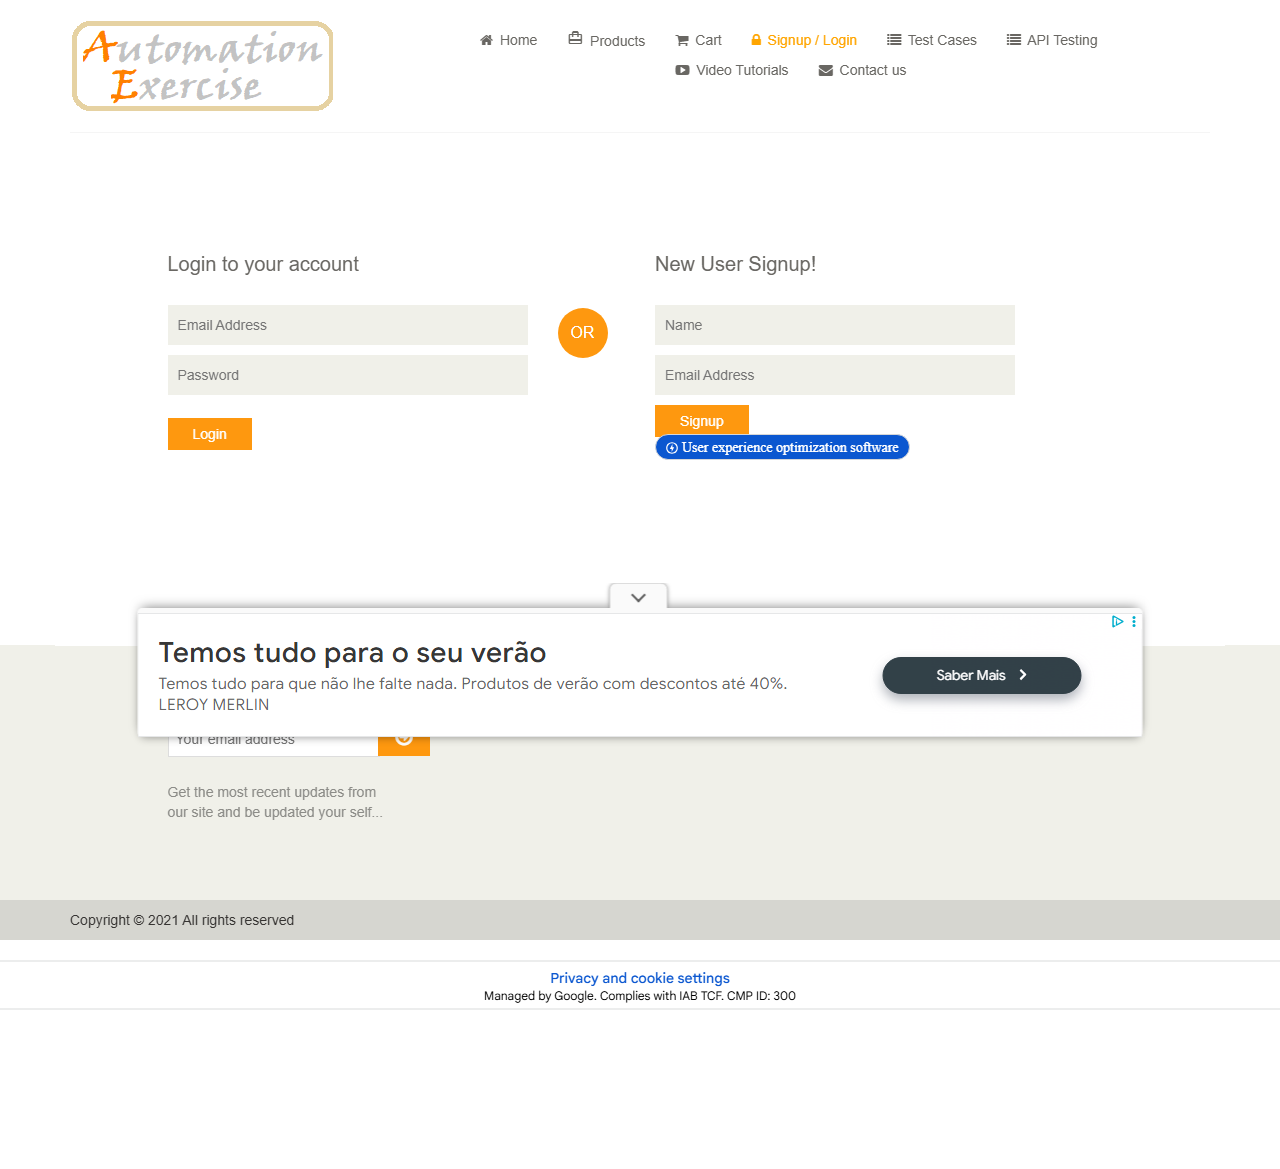 Automation
Exercise
Home
Products
Cart
Signup / Login
Test Cases
API Testing
Video Tutorials
Contact us
Login to your account
New User Signup!
Email Address
Name
OR
Password
Email Address
Login
Signup
User experience optimization software
Temos tudo para o seu verão
Temos tudo para que não lhe falte nada. Produtos de verão com descontos até 40%.
LEROY MERLIN
Saber Mais
Your email address
Get the most recent updates from
our site and be updated your self...
Copyright © 2021 All rights reserved
Privacy and cookie settings
Managed by Google. Complies with IAB TCF. CMP ID: 300